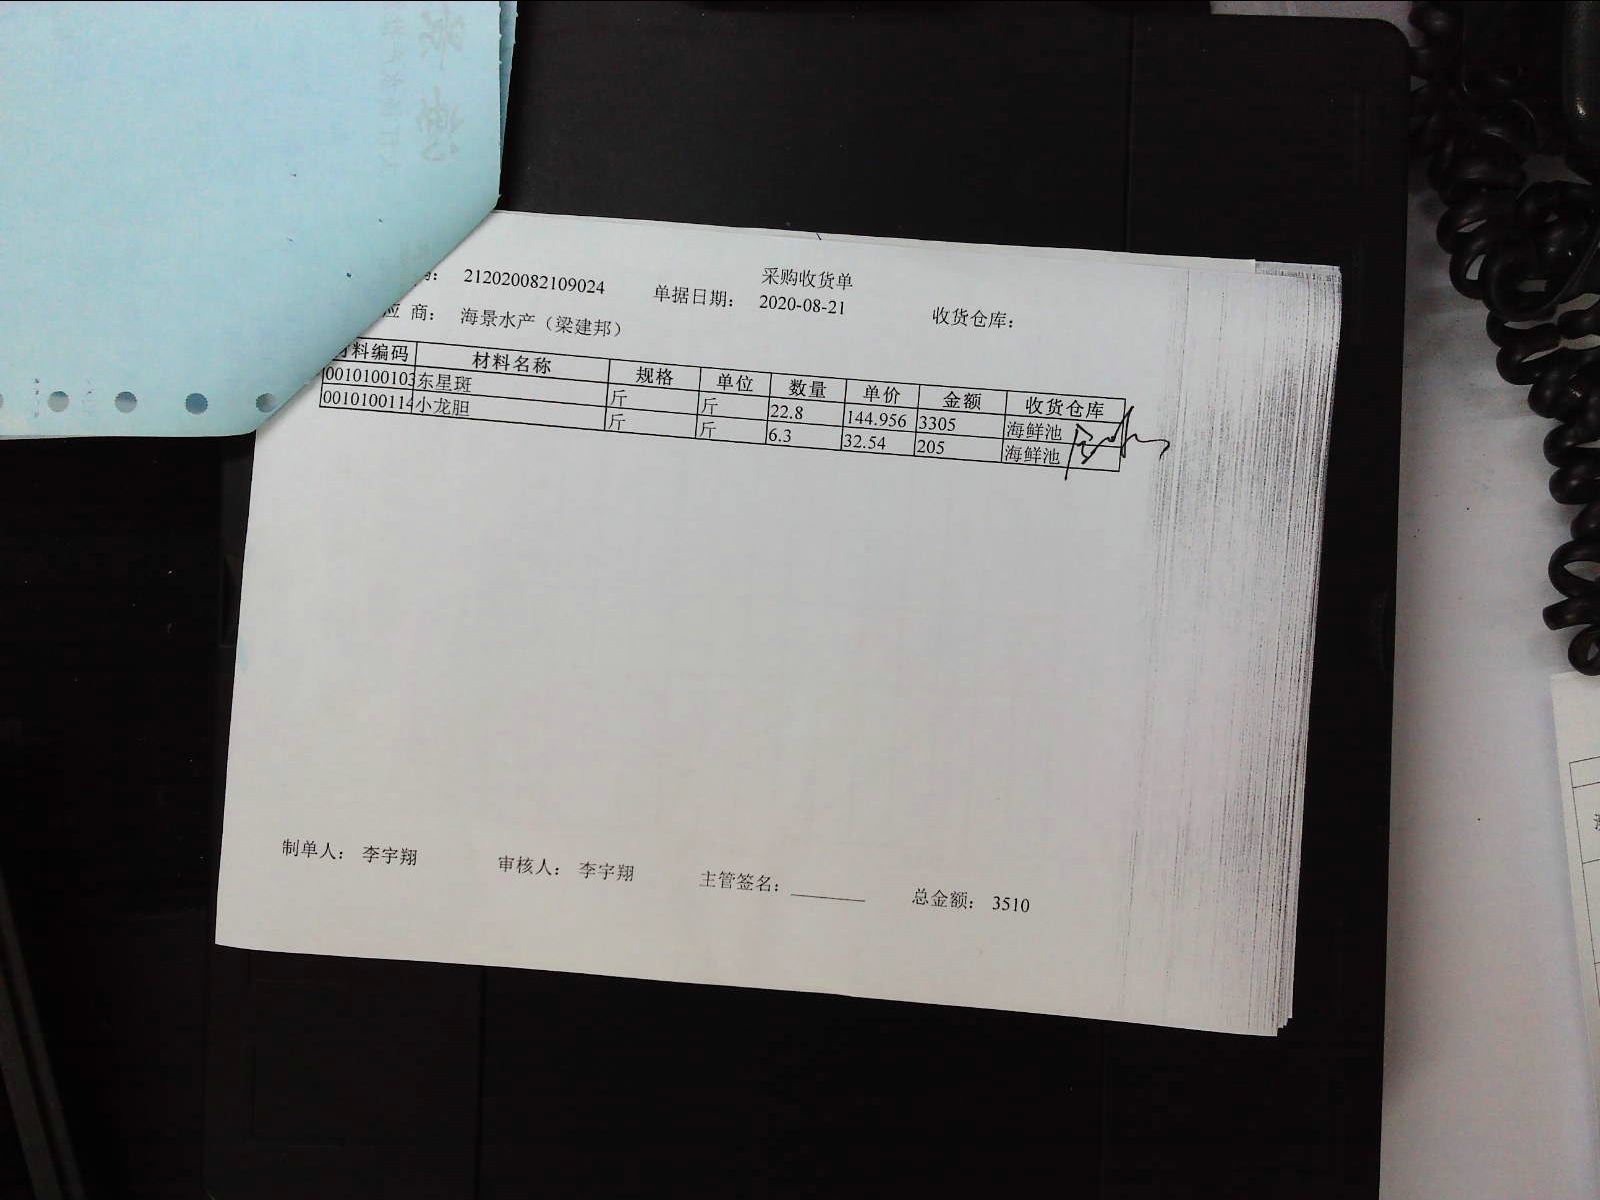 采购收货单
码： 212020082109024 单据日期： 2020-08-21 收货仓库：
应 商： 海景水产（梁建邦）
材料编码 材料名称 规格 单位 数量 单价 金额 收货仓库
0010100103 东星斑 斤 斤 22.8 144.956 3305 海鲜池
0010100114 小龙胆 斤 斤 6.3 32.54 205 海鲜池
制单人： 李宇翔 审核人： 李宇翔 主管签名： 总金额： 3510